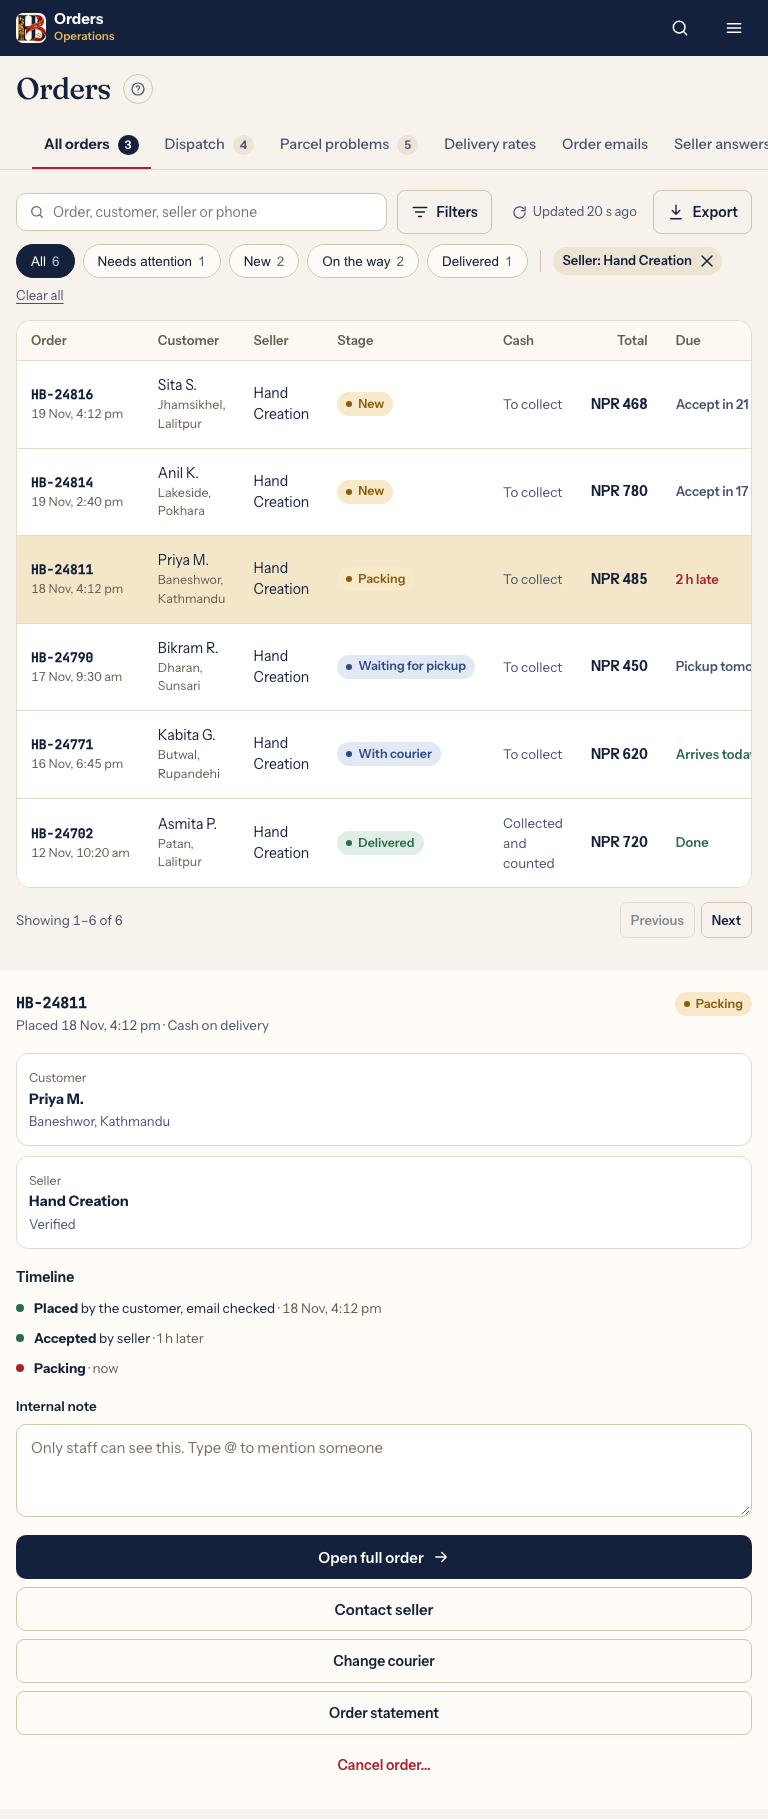 Orders
Operations
Orders
All orders 3 Dispatch 4 Parcel problems 5 Delivery rates Order emails Seller answers
Order, customer, seller or phone Filters Updated 20 s ago Export
All 6 Needs attention 1 New 2 On the way 2 Delivered 1 Seller: Hand Creation
Clear all
Order Customer Seller Stage Cash Total Due
HB-24816 Sita S. Hand New To collect NPR 468 Accept in 21
19 Nov, 4:12 pm Jhamsikhel, Creation
Lalitpur
HB-24814 Anil K. Hand New To collect NPR 780 Accept in 17
19 Nov, 2:40 pm Lakeside, Creation
Pokhara
HB-24811 Priya M. Hand Packing To collect NPR 485 2 h late
18 Nov, 4:12 pm Baneshwor, Creation
Kathmandu
HB-24790 Bikram R. Hand Waiting for pickup To collect NPR 450 Pickup tomo
17 Nov, 9:30 am Dharan, Creation
Sunsari
HB-24771 Kabita G. Hand With courier To collect NPR 620 Arrives today
16 Nov, 6:45 pm Butwal, Creation
Rupandehi
HB-24702 Asmita P. Hand Delivered Collected NPR 720 Done
12 Nov, 10:20 am Patan, Creation and
Lalitpur counted
Showing 1–6 of 6 Previous Next
HB-24811 Packing
Placed 18 Nov, 4:12 pm · Cash on delivery
Customer
Priya M.
Baneshwor, Kathmandu
Seller
Hand Creation
Verified
Timeline
Placed by the customer, email checked · 18 Nov, 4:12 pm
Accepted by seller · 1 h later
Packing · now
Internal note
Only staff can see this. Type @ to mention someone
Open full order →
Contact seller
Change courier
Order statement
Cancel order…